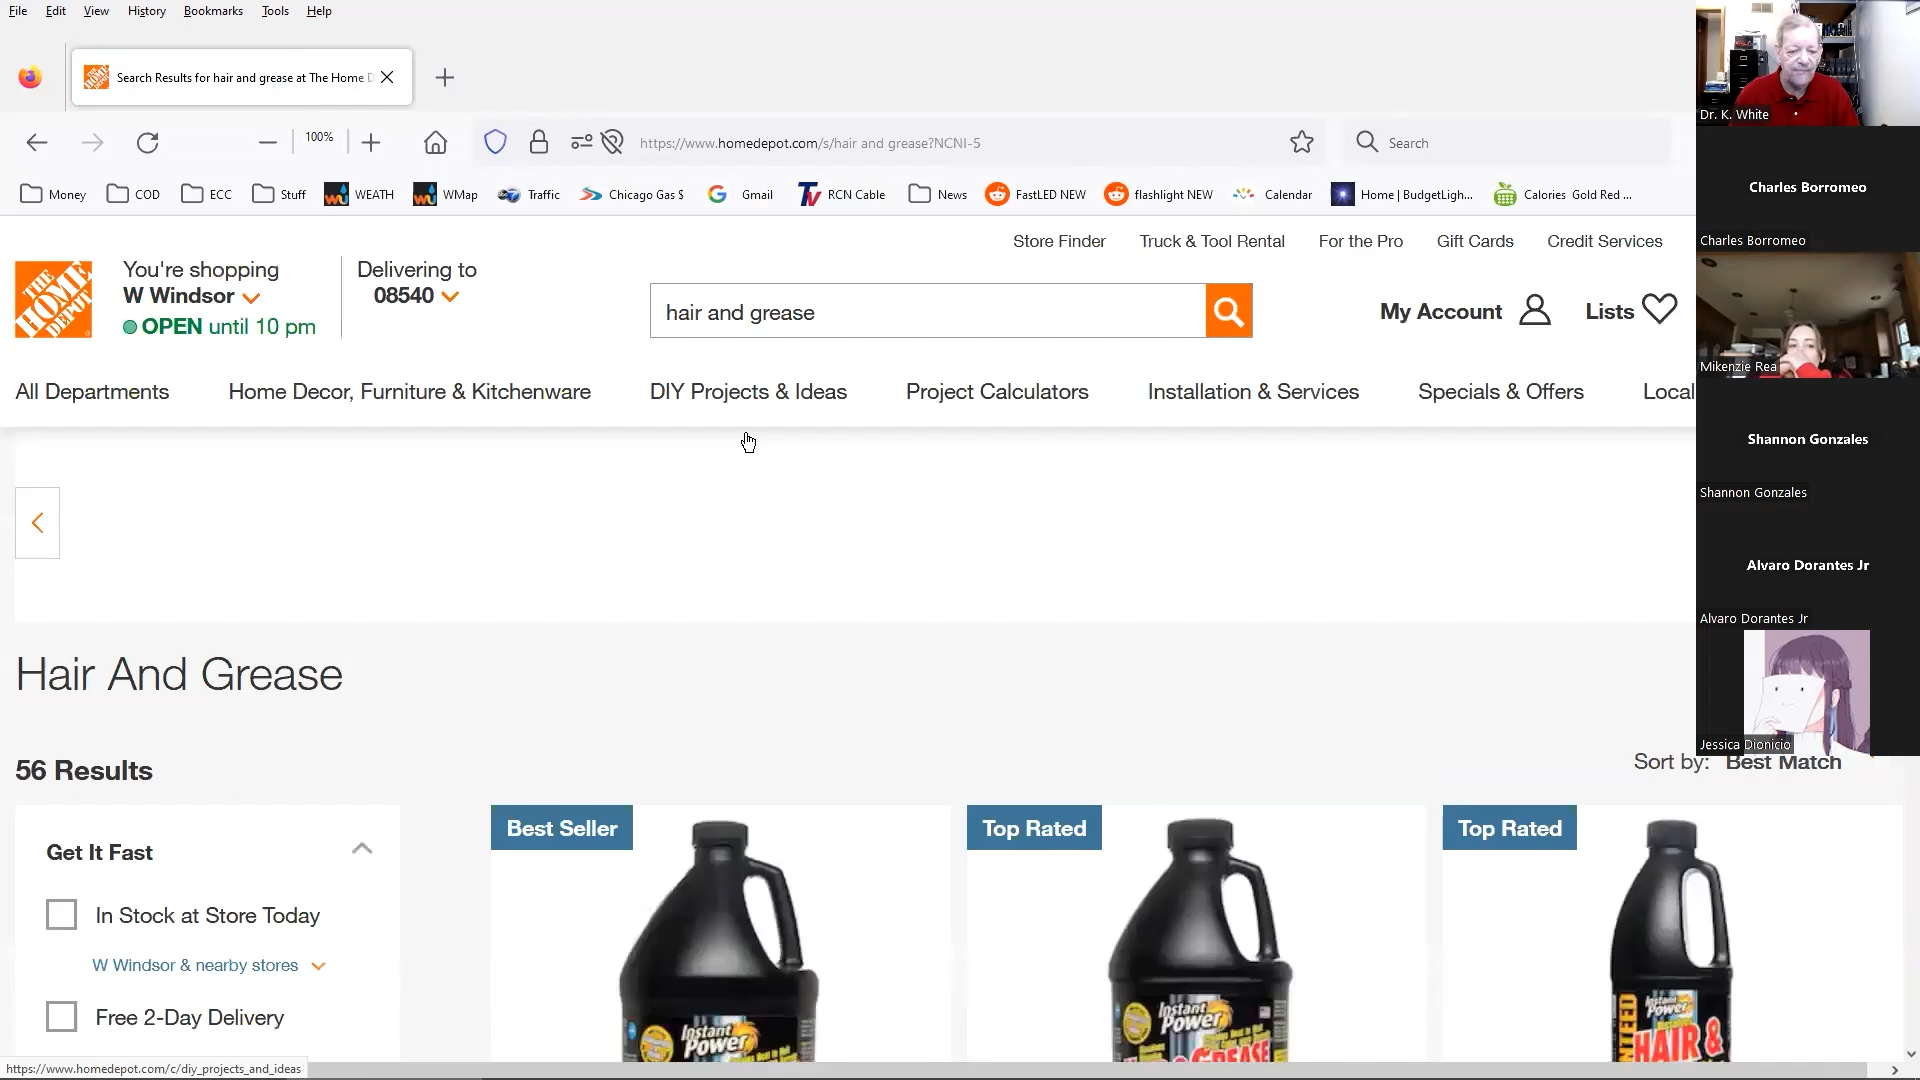 File Edit View History Bookmarks Tools Help
Search Results for hair and grease at The Home D
100%
https://www.homedepot.com/s/hair and grease?NCNI-5
Search
Money COD ECC Stuff WEATH WMap Traffic Chicago Gas $ Gmail RCN Cable News FastLED NEW flashlight NEW Calendar Home | BudgetLigh... Calories Gold Red ...
Store Finder Truck & Tool Rental For the Pro Gift Cards Credit Services
THE HOME DEPOT
You're shopping
W Windsor
OPEN until 10 pm
Delivering to
08540
hair and grease
My Account
Lists
All Departments Home Decor, Furniture & Kitchenware DIY Projects & Ideas Project Calculators Installation & Services Specials & Offers Local
Hair And Grease
56 Results
Sort by: Best Match
Get It Fast
In Stock at Store Today
W Windsor & nearby stores
Free 2-Day Delivery
Best Seller
Instant
Power
Top Rated
Instant
Power
GREASE
Top Rated
Instant
Power
HAIR &
https://www.homedepot.com/c/diy_projects_and_ideas
Dr. K. White
Charles Borromeo
Charles Borromeo
Mikenzie Rea
Shannon Gonzales
Shannon Gonzales
Alvaro Dorantes Jr
Alvaro Dorantes Jr
Jessica Dionicio